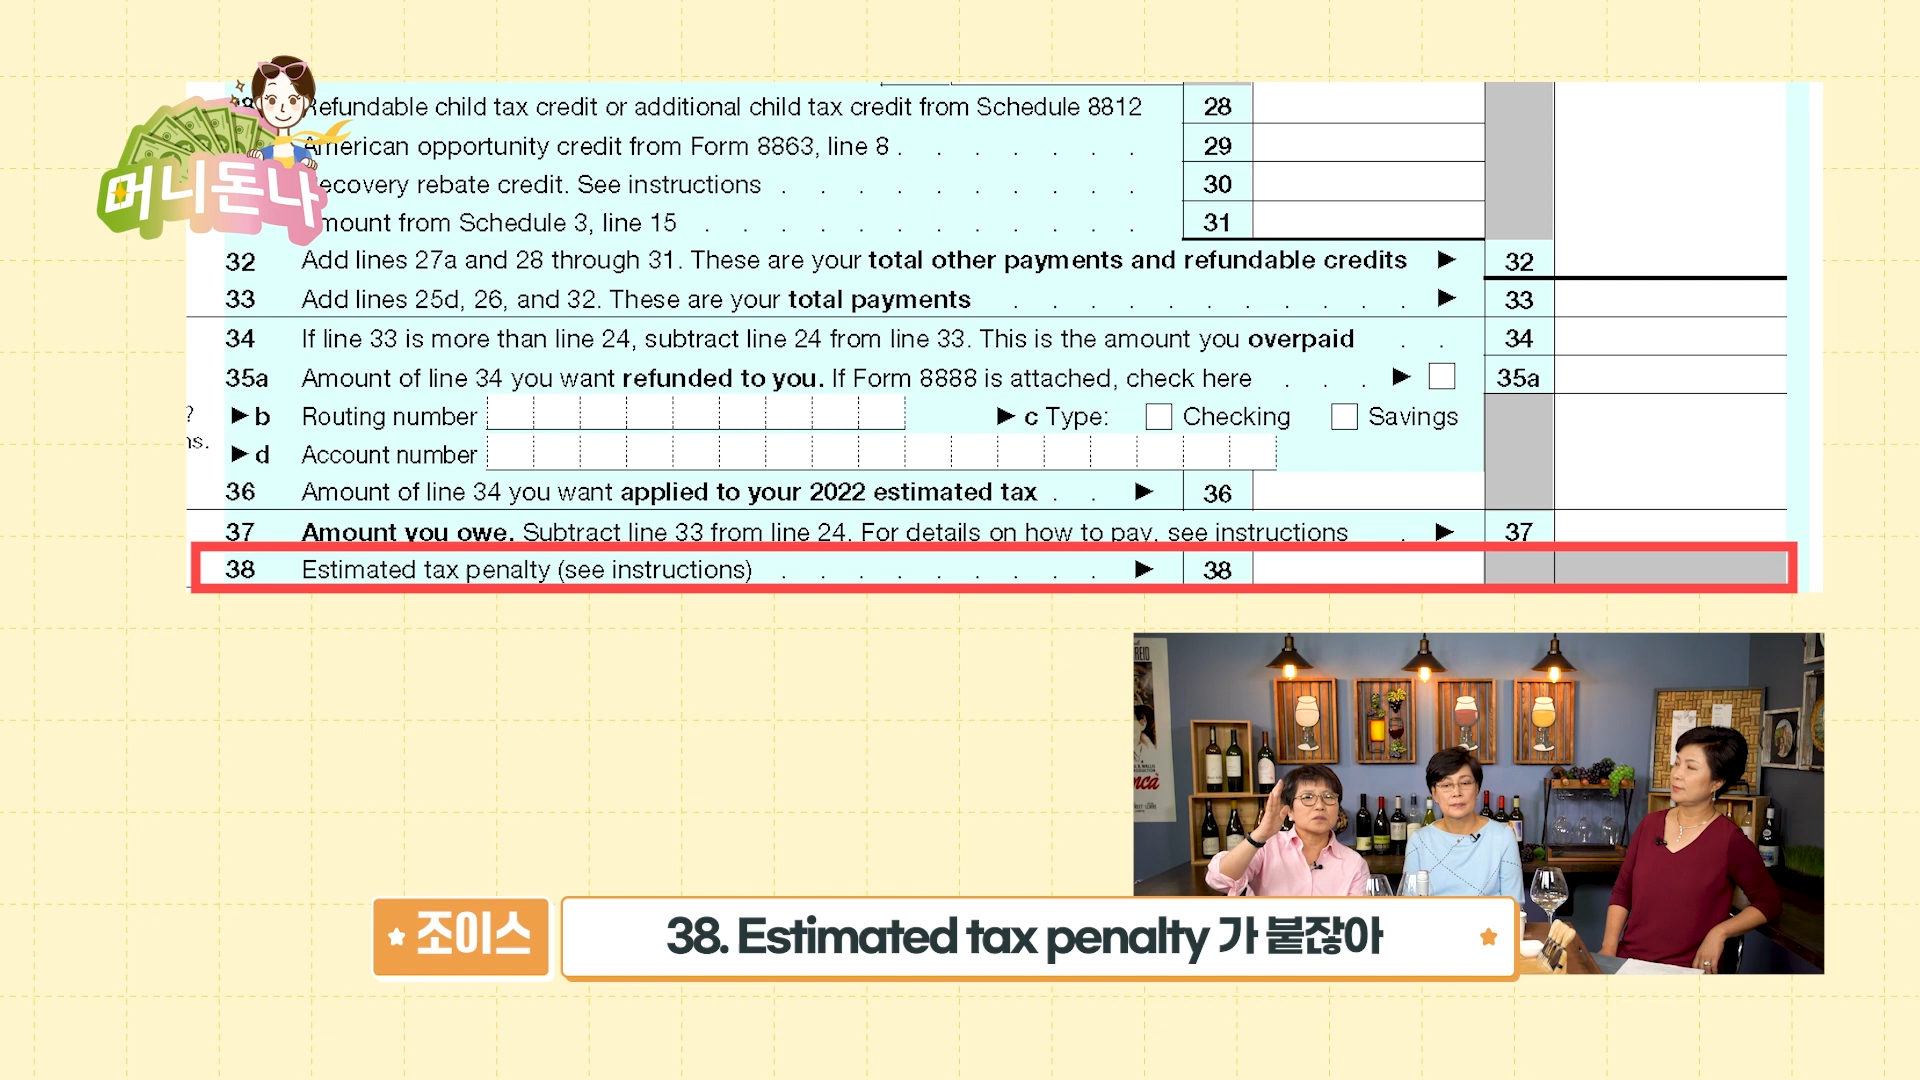 머니돈나
Refundable child tax credit or additional child tax credit from Schedule 8812 28
American opportunity credit from Form 8863, line 8 . . . . . . . 29
ecovery rebate credit. See instructions . . . . . . . . . . 30
mount from Schedule 3, line 15 . . . . . . . . . . . . 31
32 Add lines 27a and 28 through 31. These are your total other payments and refundable credits ▶ 32
33 Add lines 25d, 26, and 32. These are your total payments . . . . . . . . . . . ▶ 33
34 If line 33 is more than line 24, subtract line 24 from line 33. This is the amount you overpaid . . 34
35a Amount of line 34 you want refunded to you. If Form 8888 is attached, check here . . . ▶ 35a
? ▶ b Routing number ▶ c Type: Checking Savings
ns. ▶ d Account number
36 Amount of line 34 you want applied to your 2022 estimated tax . . ▶ 36
37 Amount you owe. Subtract line 33 from line 24. For details on how to pay, see instructions . ▶ 37
38 Estimated tax penalty (see instructions) . . . . . . . . . ▶ 38
REID
nca
조이스
38. Estimated tax penalty 가 붙잖아